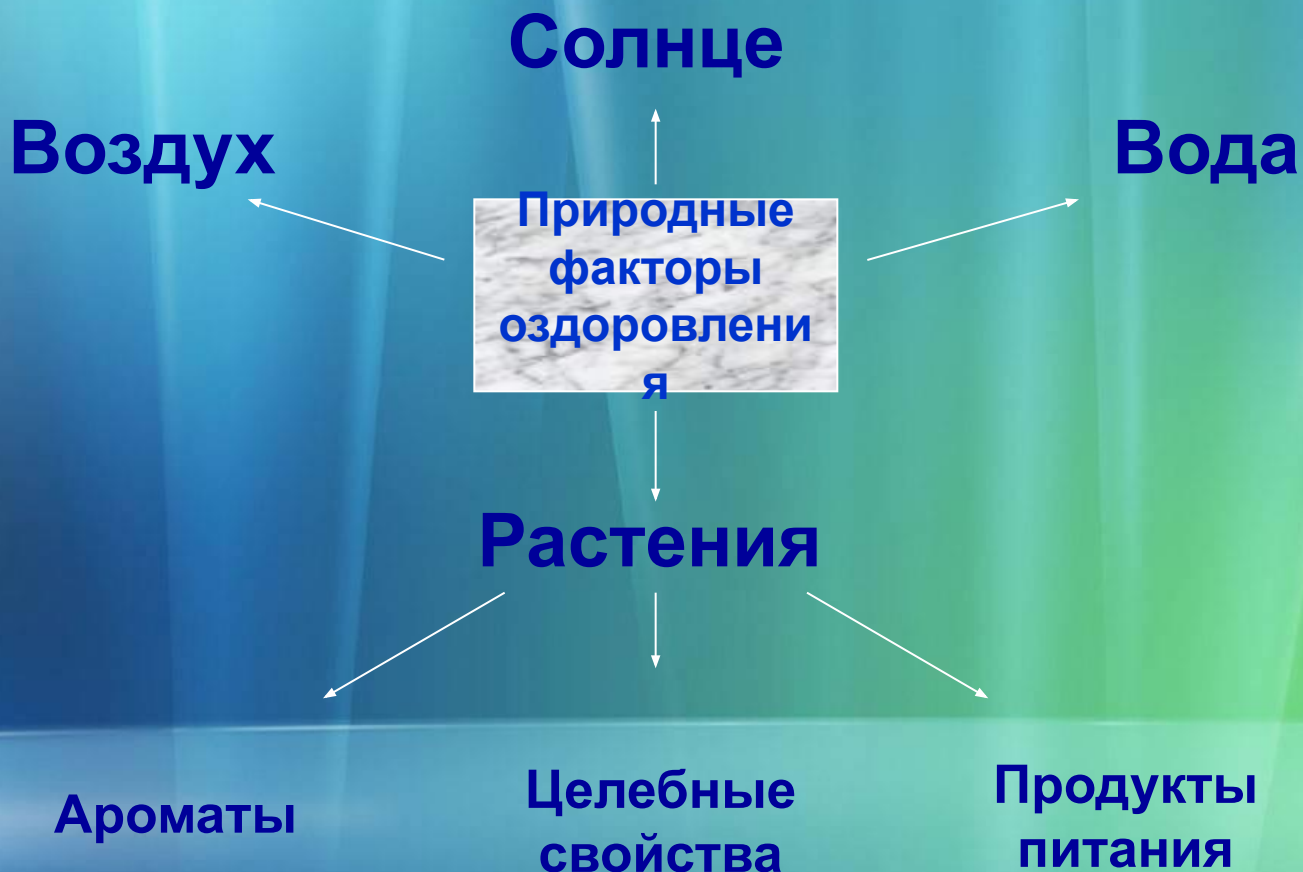 Солнце
Воздух
Вода
Природные
факторы
оздоровлени
я
Растения
Ароматы
Целебные
свойства
Продукты
питания